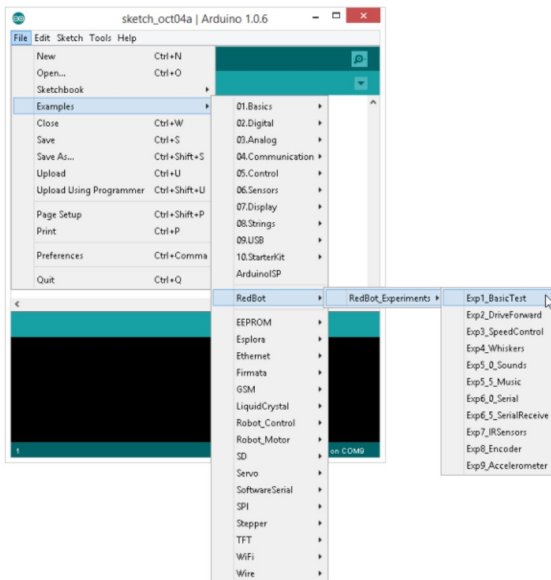 sketch_oct04a | Arduino 1.0.6
File Edit Sketch Tools Help
New Ctrl+N
Open... Ctrl+O
Sketchbook
Examples
Close Ctrl+W
Save Ctrl+S
Save As... Ctrl+Shift+S
Upload Ctrl+U
Upload Using Programmer Ctrl+Shift+U
Page Setup Ctrl+Shift+P
Print Ctrl+P
Preferences Ctrl+Comma
Quit Ctrl+Q
01.Basics
02.Digital
03.Analog
04.Communication
05.Control
06.Sensors
07.Display
08.Strings
09.USB
10.StarterKit
ArduinoISP
RedBot
EEPROM
Esplora
Ethernet
Firmata
GSM
LiquidCrystal
Robot_Control
Robot_Motor
SD
Servo
SoftwareSerial
SPI
Stepper
TFT
WiFi
Wire
RedBot_Experiments
Exp1_BasicTest
Exp2_DriveForward
Exp3_SpeedControl
Exp4_Whiskers
Exp5_0_Sounds
Exp5_5_Music
Exp6_0_Serial
Exp6_5_SerialReceive
Exp7_IRSensors
Exp8_Encoder
Exp9_Accelerometer
1 on COM9